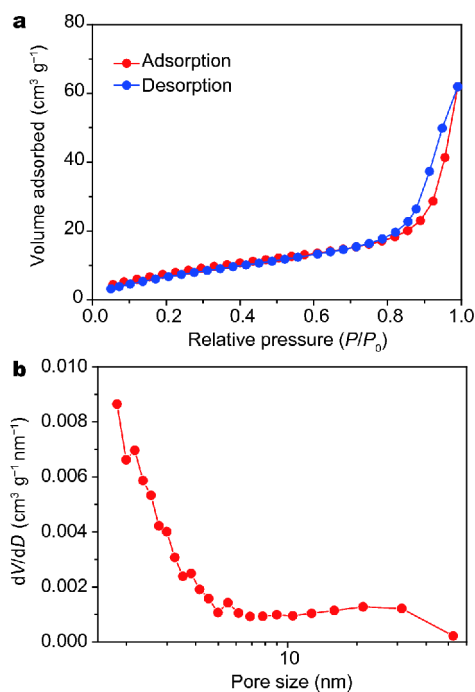 a
80
60
40
20
0
Volume adsorbed (cm³ g⁻¹)
Adsorption
Desorption
0.0 0.2 0.4 0.6 0.8 1.0
Relative pressure (P/P₀)
b
0.010
0.008
0.006
0.004
0.002
0.000
dV/dD (cm³ g⁻¹ nm⁻¹)
10
Pore size (nm)